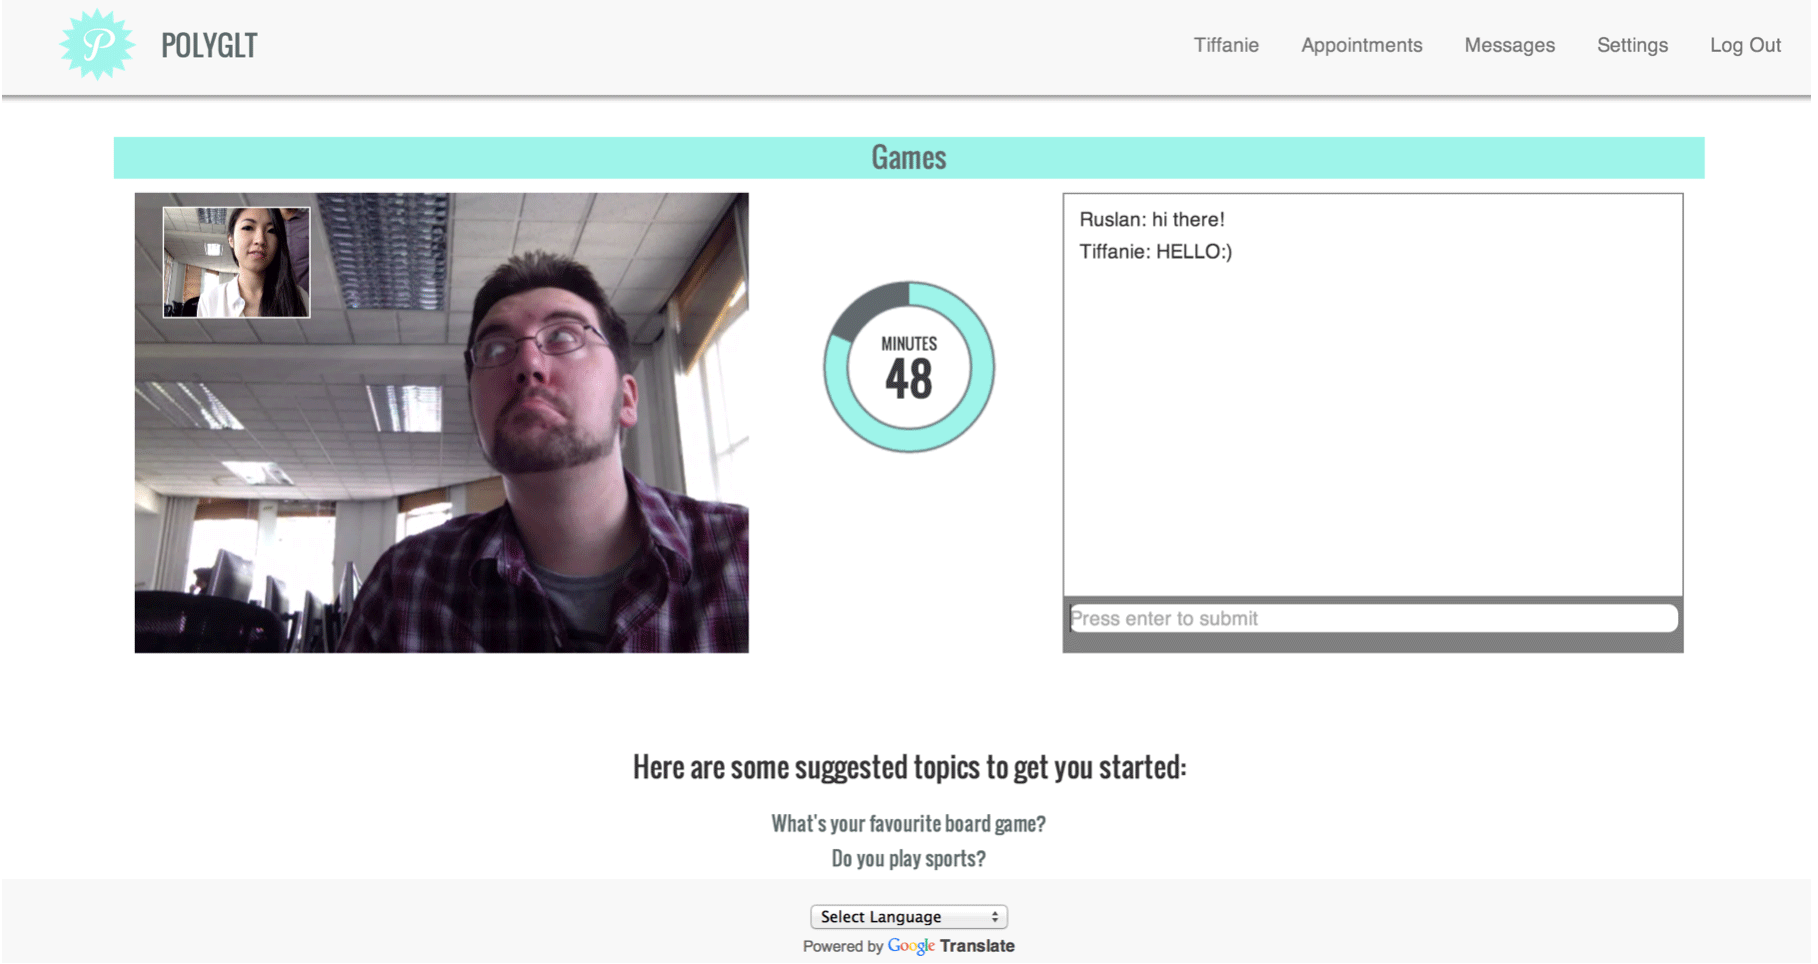 P POLYGLT
Tiffanie Appointments Messages Settings Log Out
Games
MINUTES
48
Ruslan: hi there!
Tiffanie: HELLO:)
Press enter to submit
Here are some suggested topics to get you started:
What's your favourite board game?
Do you play sports?
Select Language
Powered by Google Translate